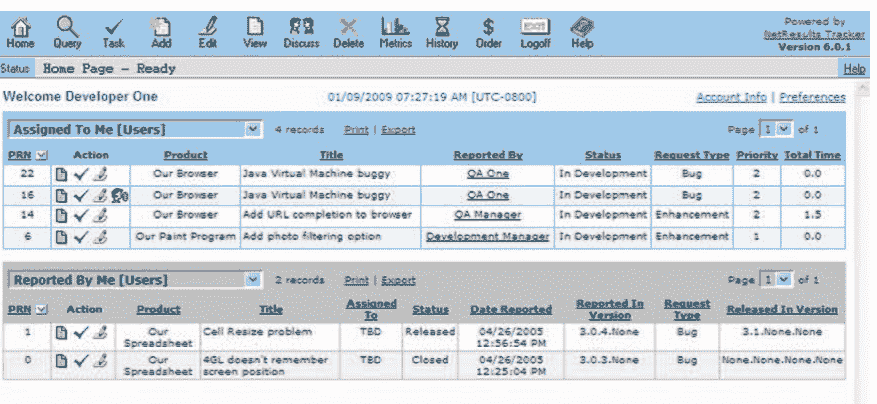 Home Query Task Add Edit View Discuss Delete Metrics History Order Logoff Help
EXIT
Powered by
NetResults Tracker
Version 6.0.1
Status Home Page - Ready Help
Welcome Developer One 01/09/2009 07:27:19 AM [UTC-0800] Account Info | Preferences
Assigned To Me [Users] 4 records Print | Export Page 1 of 1
PRN Action Product Title Reported By Status Request Type Priority Total Time
22 Our Browser Java Virtual Machine buggy QA One In Development Bug 2 0.0
16 Our Browser Java Virtual Machine buggy QA One In Development Bug 2 0.0
14 Our Browser Add URL completion to browser QA Manager In Development Enhancement 2 1.5
6 Our Paint Program Add photo filtering option Development Manager In Development Enhancement 1 0.0
Reported By Me [Users] 2 records Print | Export Page 1 of 1
PRN Action Product Title Assigned To Status Date Reported Reported In Version Request Type Released In Version
1 Our Spreadsheet Cell Resize problem TBD Released 04/26/2005 12:56:54 PM 3.0.4.None Bug 3.1.None.None
0 Our Spreadsheet 4GL doesn't remember screen position TBD Closed 04/26/2005 12:25:04 PM 3.0.3.None Bug None.None.None.None